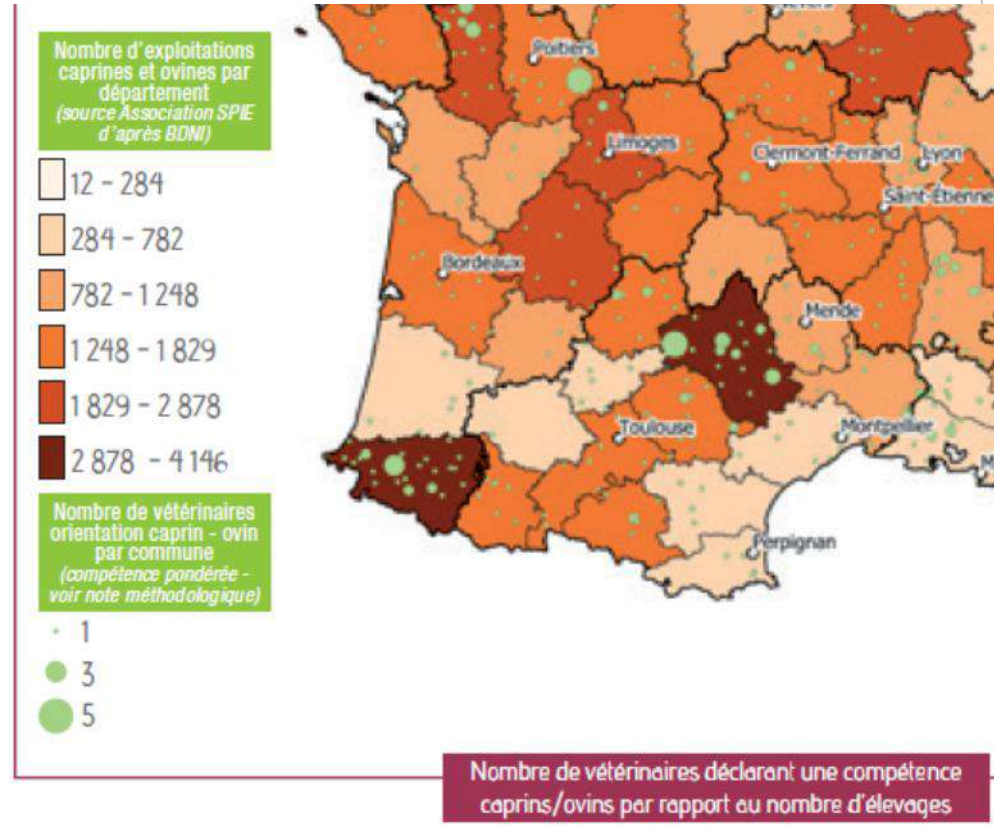 Nombre d'exploitations
caprines et ovines par
département
(source Association SPIE
d'après BDNI)
12 - 284
284 - 782
782 - 1248
1 248 - 1 829
1 829 - 2 878
2 878 - 4 146
Nombre de vétérinaires
orientation caprin - ovin
par commune
(compétence pondérée -
voir note méthodologique)
1
3
5
Poitiers
Limoges
Clermont-Ferrand
Lyon
Saint-Étienne
Bordeaux
Mende
Toulouse
Montpellier
M
Perpignan
Nombre de vétérinaires déclarant une compétence
caprins/ovins par rapport au nombre d'élevages